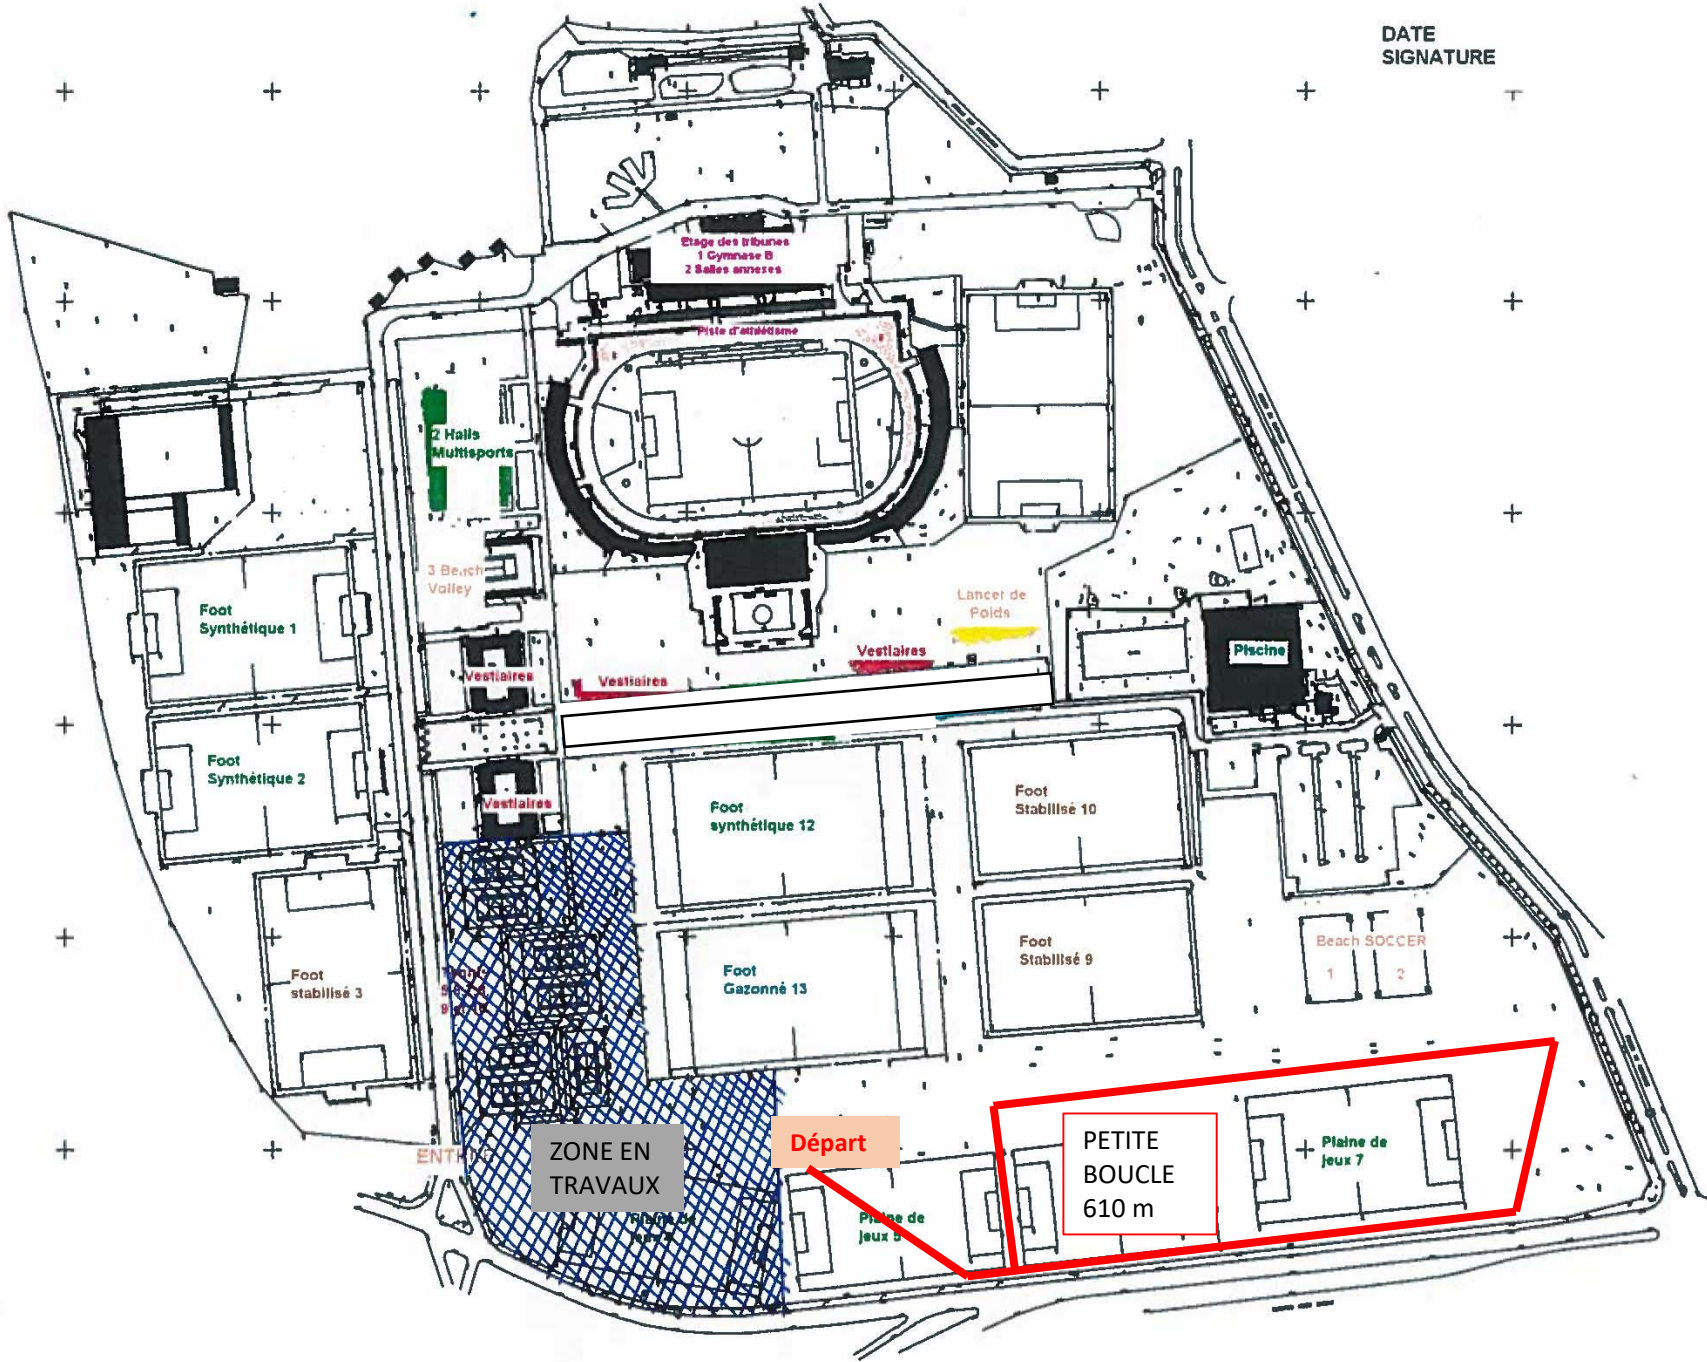 DATE
SIGNATURE
Etage des tribunes
1 Gymnase B
2 Salles annexes
Piste d'athlétisme
2 Halls
Multisports
3 Beach
Volley
Foot
Synthétique 1
Lancer de
Poids
Vestiaires
Piscine
Vestiaires
Vestiaires
Foot
Synthétique 2
Vestiaires
Foot
synthétique 12
Foot
Stabilisé 10
Foot
stabilisé 3
Foot
Gazonné 13
Foot
Stabilisé 9
Beach SOCCER
1
2
ZONE EN
TRAVAUX
Départ
PETITE
BOUCLE
610 m
Plaine de
jeux 7
Plaine de
Plaine de
jeux 5